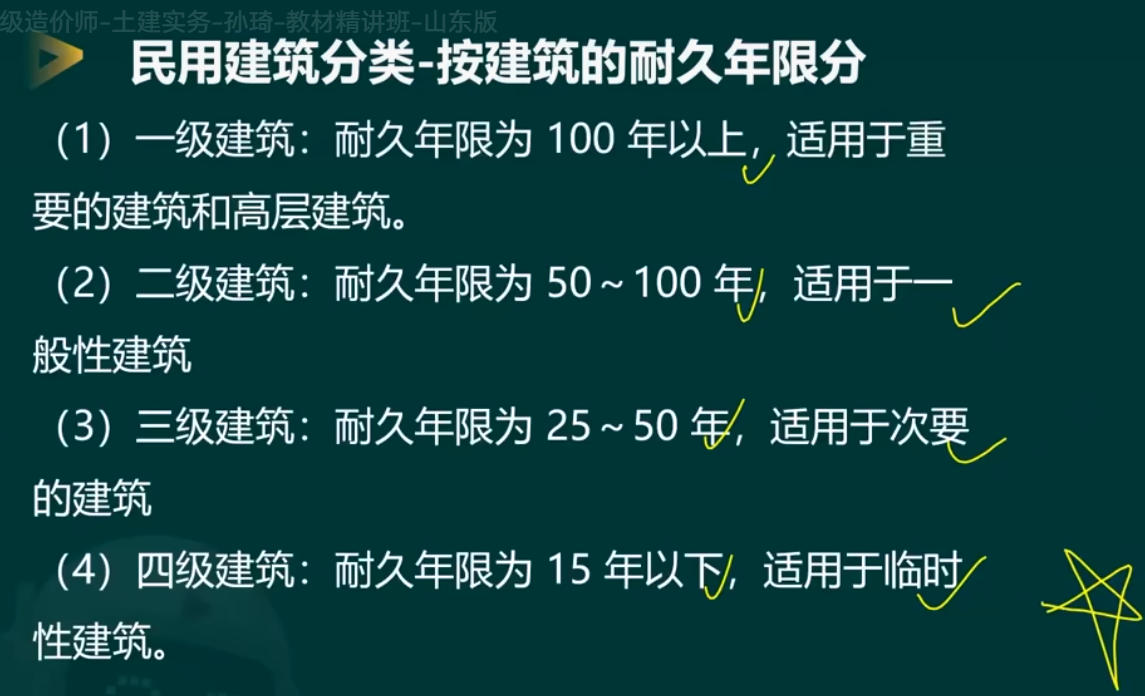 级造价师-土建实务-孙琦-教材精讲班-山东版
民用建筑分类-按建筑的耐久年限分
（1）一级建筑：耐久年限为 100 年以上，适用于重
要的建筑和高层建筑。
（2）二级建筑：耐久年限为 50～100 年，适用于一
般性建筑
（3）三级建筑：耐久年限为 25～50 年，适用于次要
的建筑
（4）四级建筑：耐久年限为 15 年以下，适用于临时
性建筑。